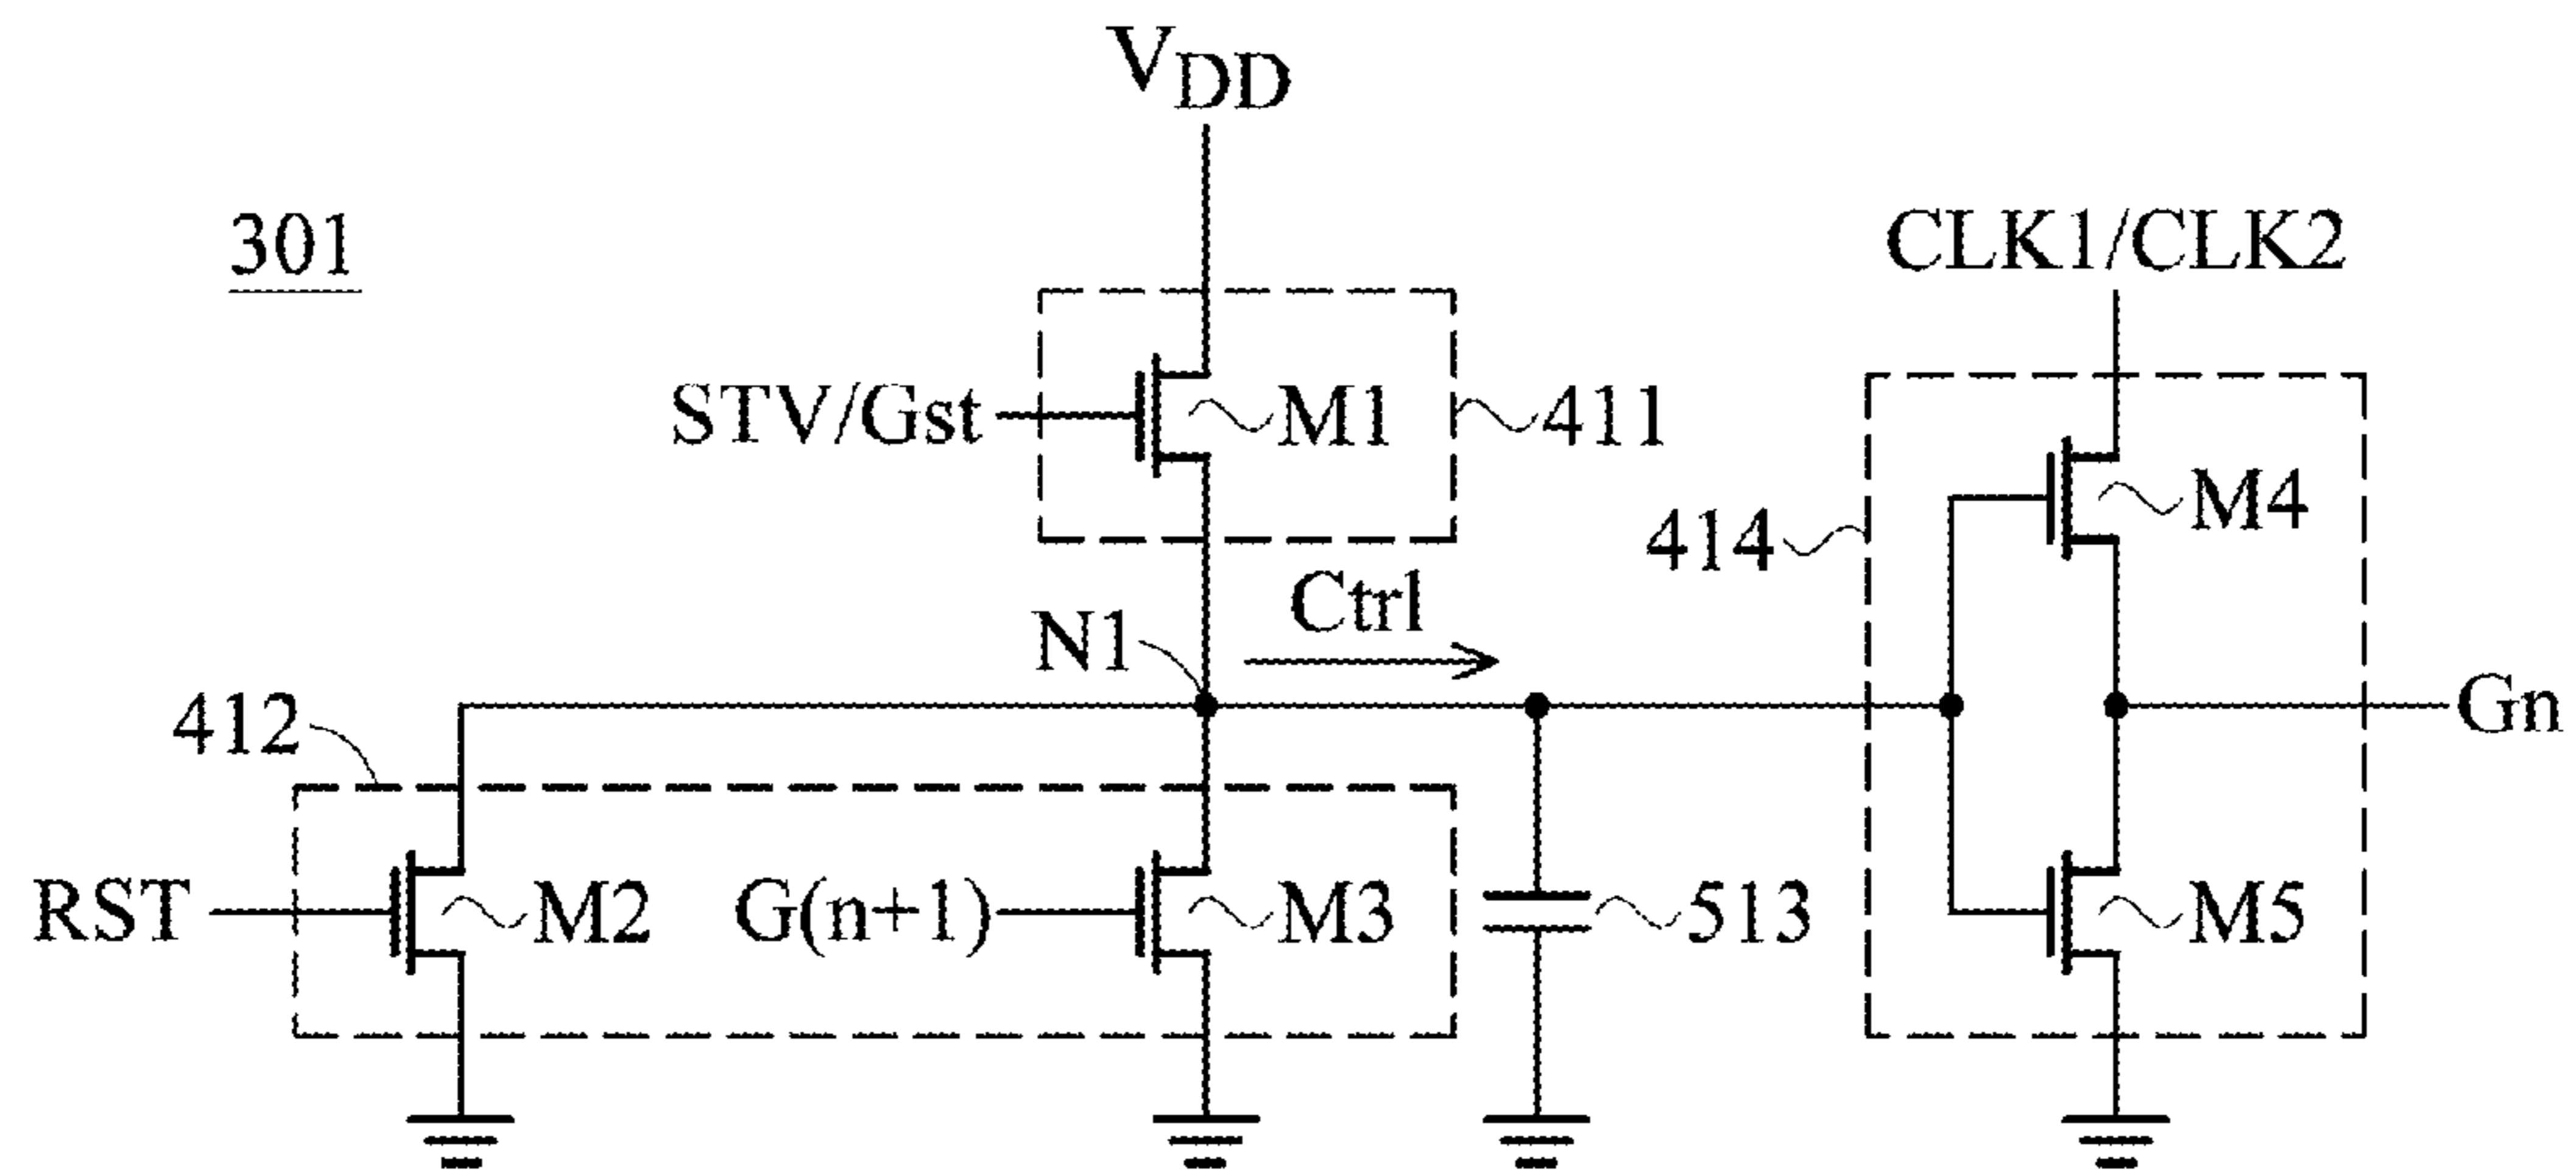 VDD
301
CLK1/CLK2
STV/Gst
M1
411
M4
414
Ctrl
N1
412
Gn
RST
M2
G(n+1)
M3
513
M5